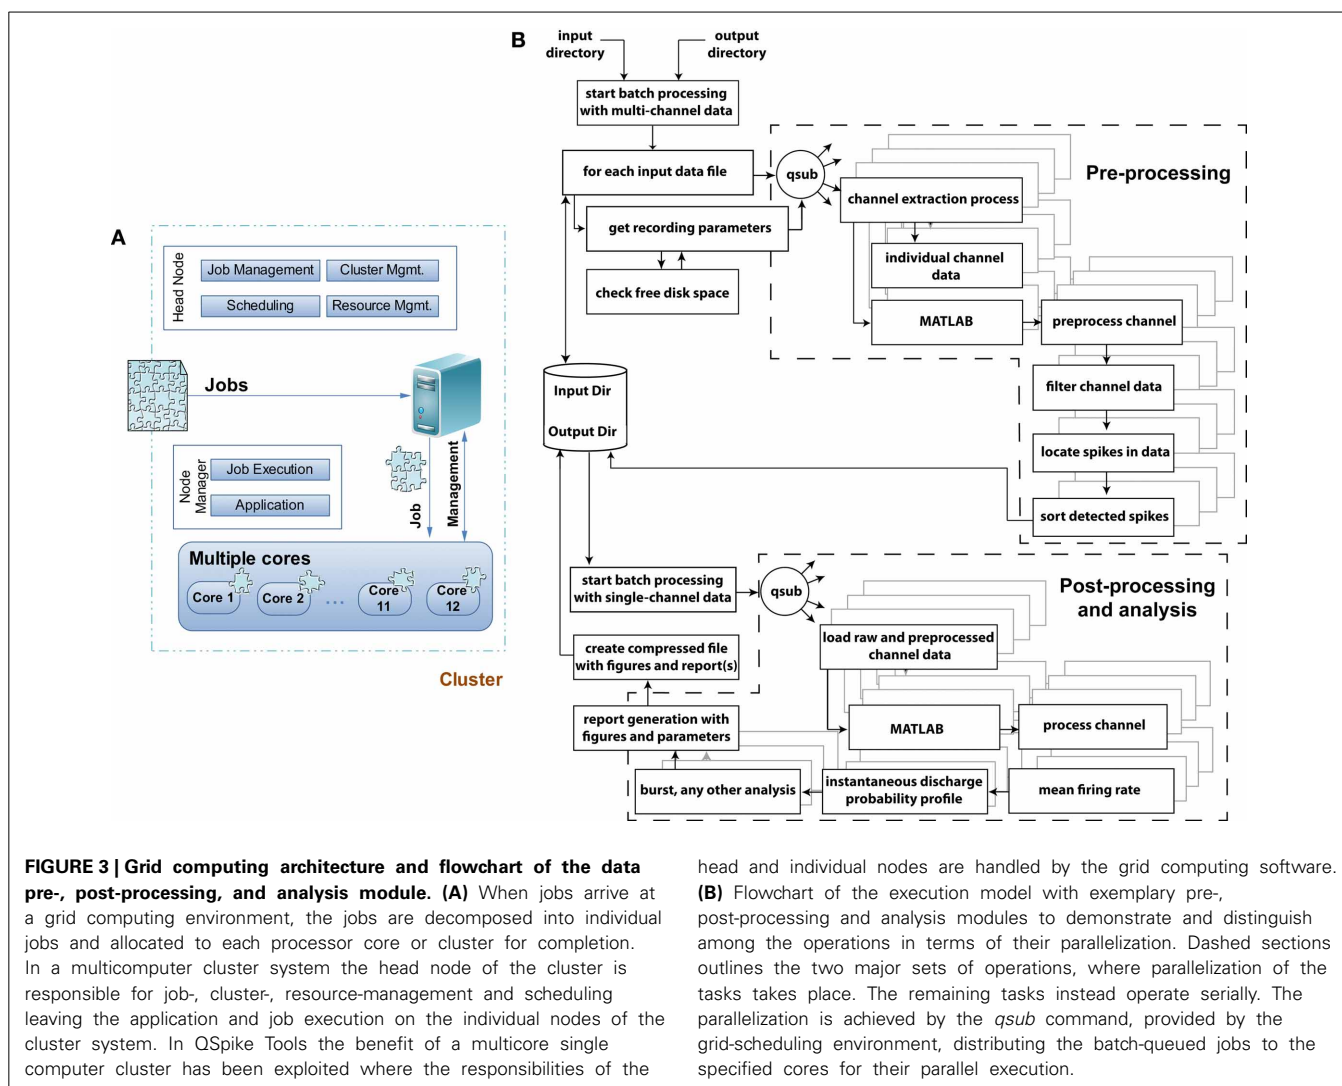 A
Head Node
Job Management
Cluster Mgmt.
Scheduling
Resource Mgmt.
Jobs
Node Manager
Job Execution
Application
Job
Management
Multiple cores
Core 1
Core 2
...
Core 11
Core 12
Cluster
B
input directory
output directory
start batch processing
with multi-channel data
for each input data file
get recording parameters
check free disk space
qsub
Pre-processing
channel extraction process
individual channel
data
MATLAB
preprocess channel
filter channel data
locate spikes in data
sort detected spikes
Input Dir
Output Dir
start batch processing
with single-channel data
qsub
Post-processing
and analysis
load raw and preprocessed
channel data
MATLAB
process channel
mean firing rate
instantaneous discharge
probability profile
burst, any other analysis
report generation with
figures and parameters
create compressed file
with figures and report(s)
FIGURE 3 | Grid computing architecture and flowchart of the data
pre-, post-processing, and analysis module. (A) When jobs arrive at
a grid computing environment, the jobs are decomposed into individual
jobs and allocated to each processor core or cluster for completion.
In a multicomputer cluster system the head node of the cluster is
responsible for job-, cluster-, resource-management and scheduling
leaving the application and job execution on the individual nodes of the
cluster system. In QSpike Tools the benefit of a multicore single
computer cluster has been exploited where the responsibilities of the
head and individual nodes are handled by the grid computing software.
(B) Flowchart of the execution model with exemplary pre-,
post-processing and analysis modules to demonstrate and distinguish
among the operations in terms of their parallelization. Dashed sections
outlines the two major sets of operations, where parallelization of the
tasks takes place. The remaining tasks instead operate serially. The
parallelization is achieved by the qsub command, provided by the
grid-scheduling environment, distributing the batch-queued jobs to the
specified cores for their parallel execution.